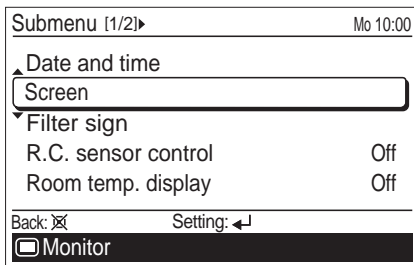 Submenu [1/2]▶ Mo 10:00
Date and time
Screen
Filter sign
R.C. sensor control Off
Room temp. display Off
Back: Setting:
Monitor